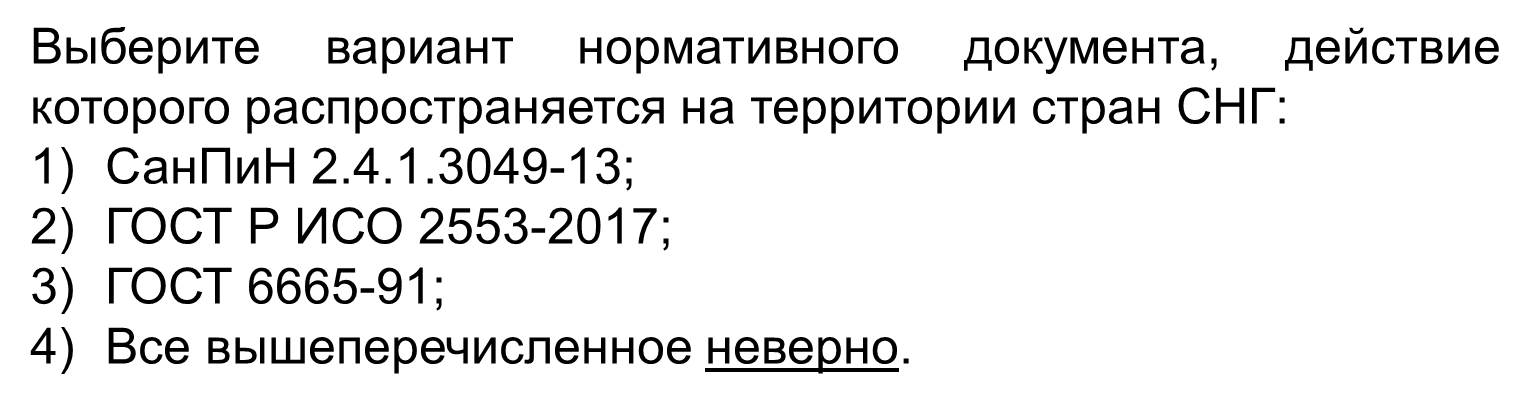 Выберите вариант нормативного документа, действие
которого распространяется на территории стран СНГ:
1) СанПиН 2.4.1.3049-13;
2) ГОСТ Р ИСО 2553-2017;
3) ГОСТ 6665-91;
4) Все вышеперечисленное неверно.